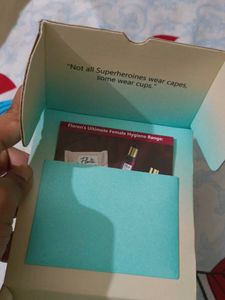 "Not all Superheroines wear capes,
some wear cups."
Floren's Ultimate Female Hygiene Range: